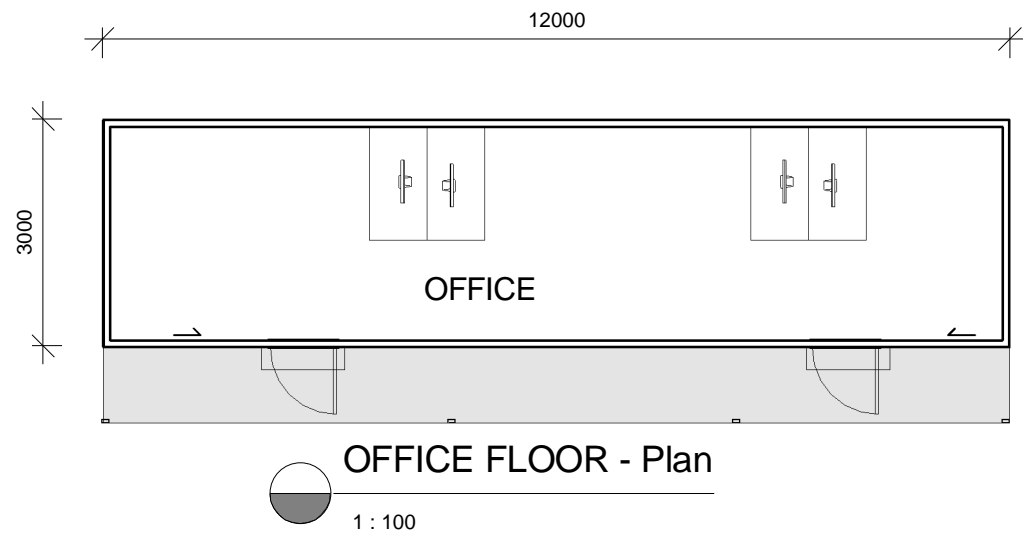 12000
3000
OFFICE
OFFICE FLOOR - Plan
1 : 100